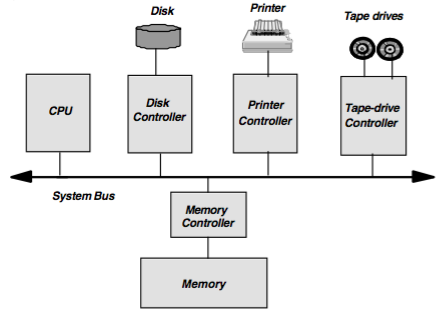 Disk
Printer
Tape drives
CPU
Disk
Controller
Printer
Controller
Tape-drive
Controller
System Bus
Memory
Controller
Memory